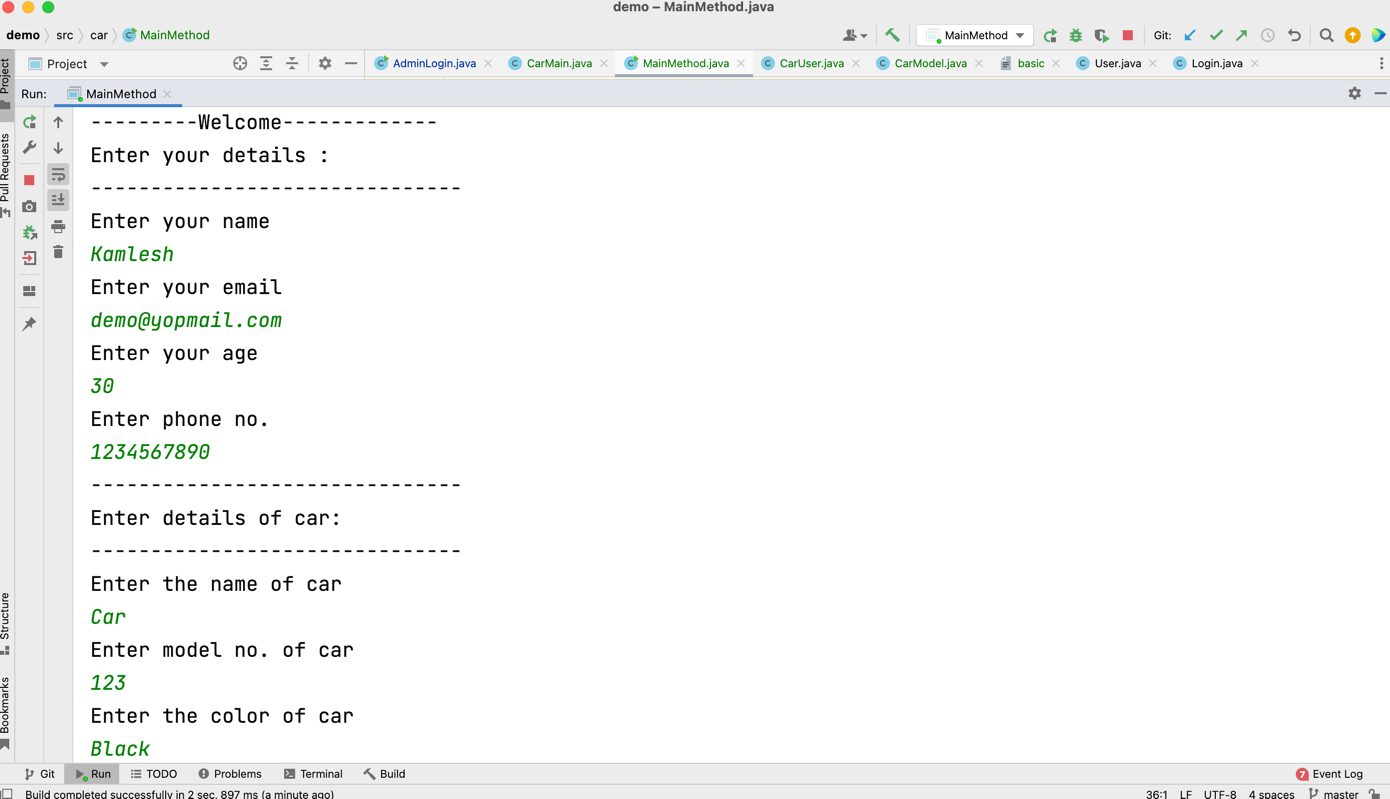 demo – MainMethod.java
demo src car MainMethod
MainMethod
Git:
Project
AdminLogin.java
CarMain.java
MainMethod.java
CarUser.java
CarModel.java
basic
User.java
Login.java
Run: MainMethod
---------Welcome-------------
Enter your details :
-------------------------------
Enter your name
Kamlesh
Enter your email
demo@yopmail.com
Enter your age
30
Enter phone no.
1234567890
-------------------------------
Enter details of car:
-------------------------------
Enter the name of car
Car
Enter model no. of car
123
Enter the color of car
Black
Project
Pull Requests
Structure
Bookmarks
Git Run TODO Problems Terminal Build
7 Event Log
Build completed successfully in 2 sec, 897 ms (a minute ago)
36:1 LF UTF-8 4 spaces master